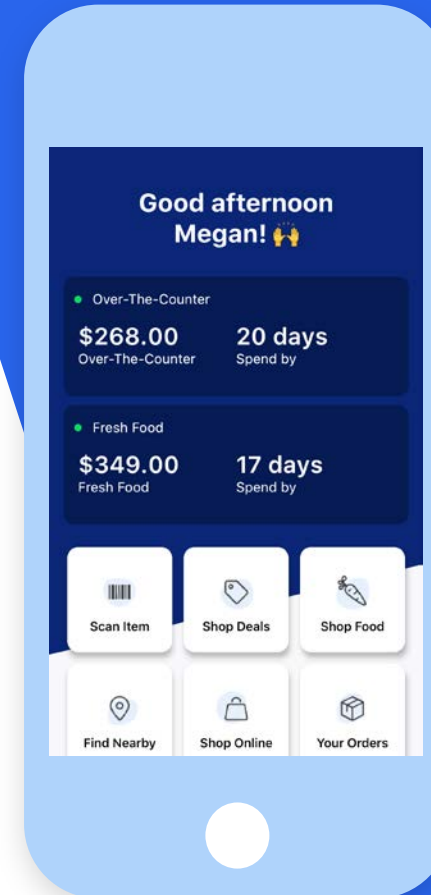 Good afternoon
Megan! 🙌
Over-The-Counter
$268.00 20 days
Over-The-Counter Spend by
Fresh Food
$349.00 17 days
Fresh Food Spend by
Scan Item Shop Deals Shop Food
Find Nearby Shop Online Your Orders